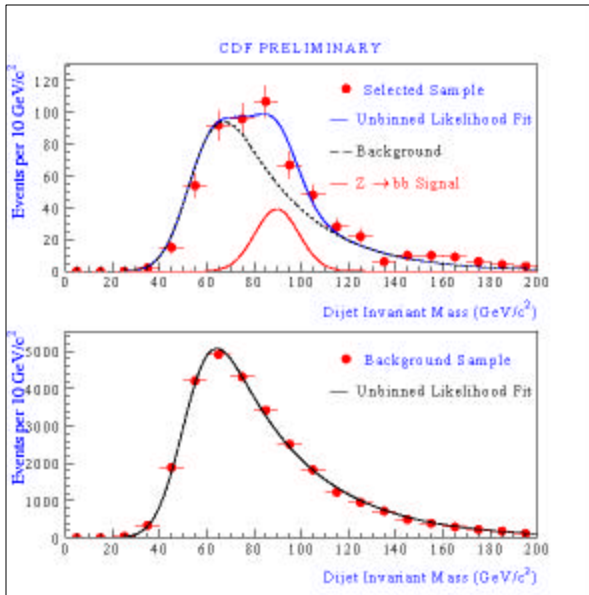 CDF PRELIMINARY
Events per 10 GeV/c²
120
100
80
60
40
20
0
Selected Sample
Unbinned Likelihood Fit
Background
Z → bb Signal
0 20 40 60 80 100 120 140 160 180 200
Dijet Invariant Mass (GeV/c²)
Events per 10 GeV/c²
5000
4000
3000
2000
1000
0
Background Sample
Unbinned Likelihood Fit
0 20 40 60 80 100 120 140 160 180 200
Dijet Invariant Mass (GeV/c²)